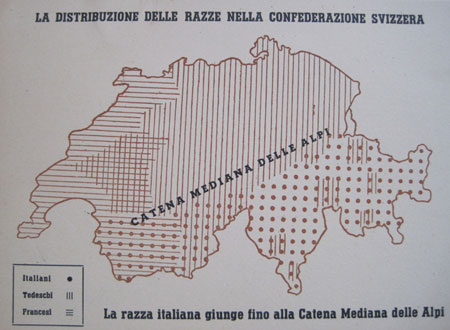 LA DISTRIBUZIONE DELLE RAZZE NELLA CONFEDERAZIONE SVIZZERA
CATENA MEDIANA DELLE ALPI
Italiani
Tedeschi
Francesi
La razza italiana giunge fino alla Catena Mediana delle Alpi